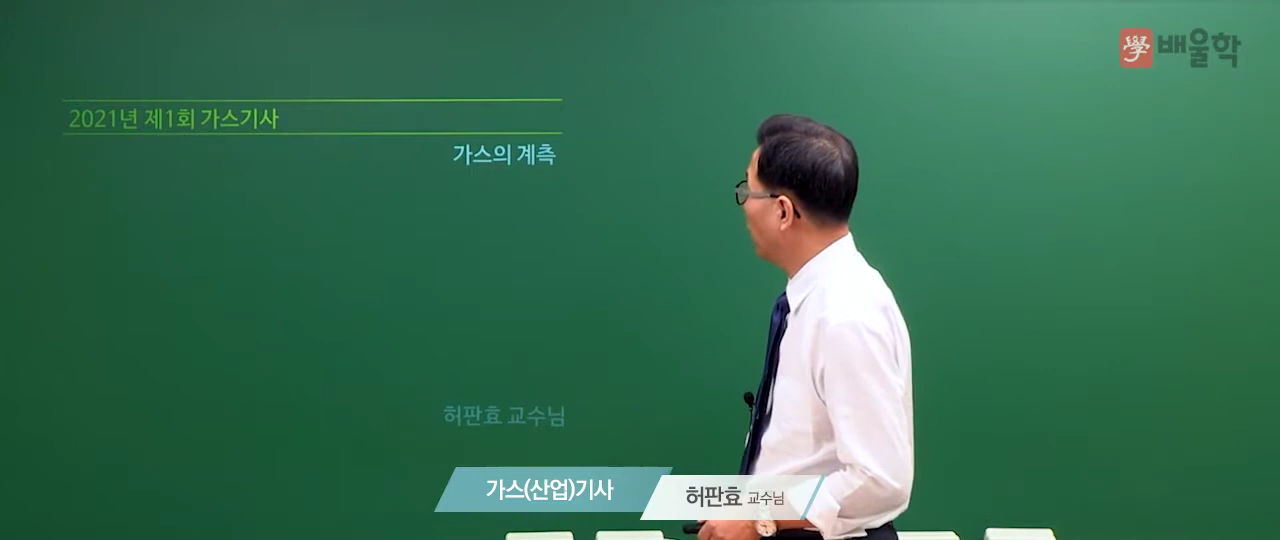 學배울학
2021년 제1회 가스기사
가스의 계측
허판효 교수님
가스(산업)기사
허판효 교수님